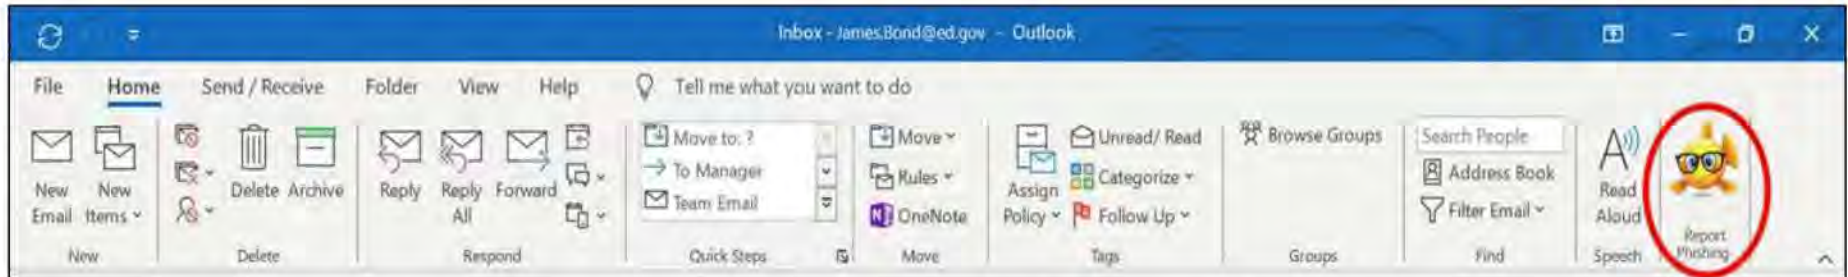 Inbox - James.Bond@ed.gov - Outlook
File Home Send / Receive Folder View Help Tell me what you want to do
New Email
New Items
Delete
Archive
Reply
Reply All
Forward
Move to: ?
To Manager
Team Email
Move
Rules
OneNote
Assign Policy
Unread/ Read
Categorize
Follow Up
Browse Groups
Search People
Address Book
Filter Email
Read Aloud
Report Phishing
New Delete Respond Quick Steps Move Tags Groups Find Speech